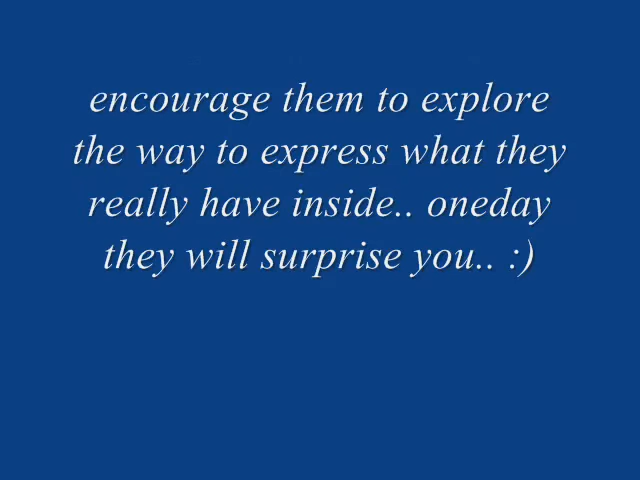 encourage them to explore
the way to express what they
really have inside.. oneday
they will surprise you.. :)